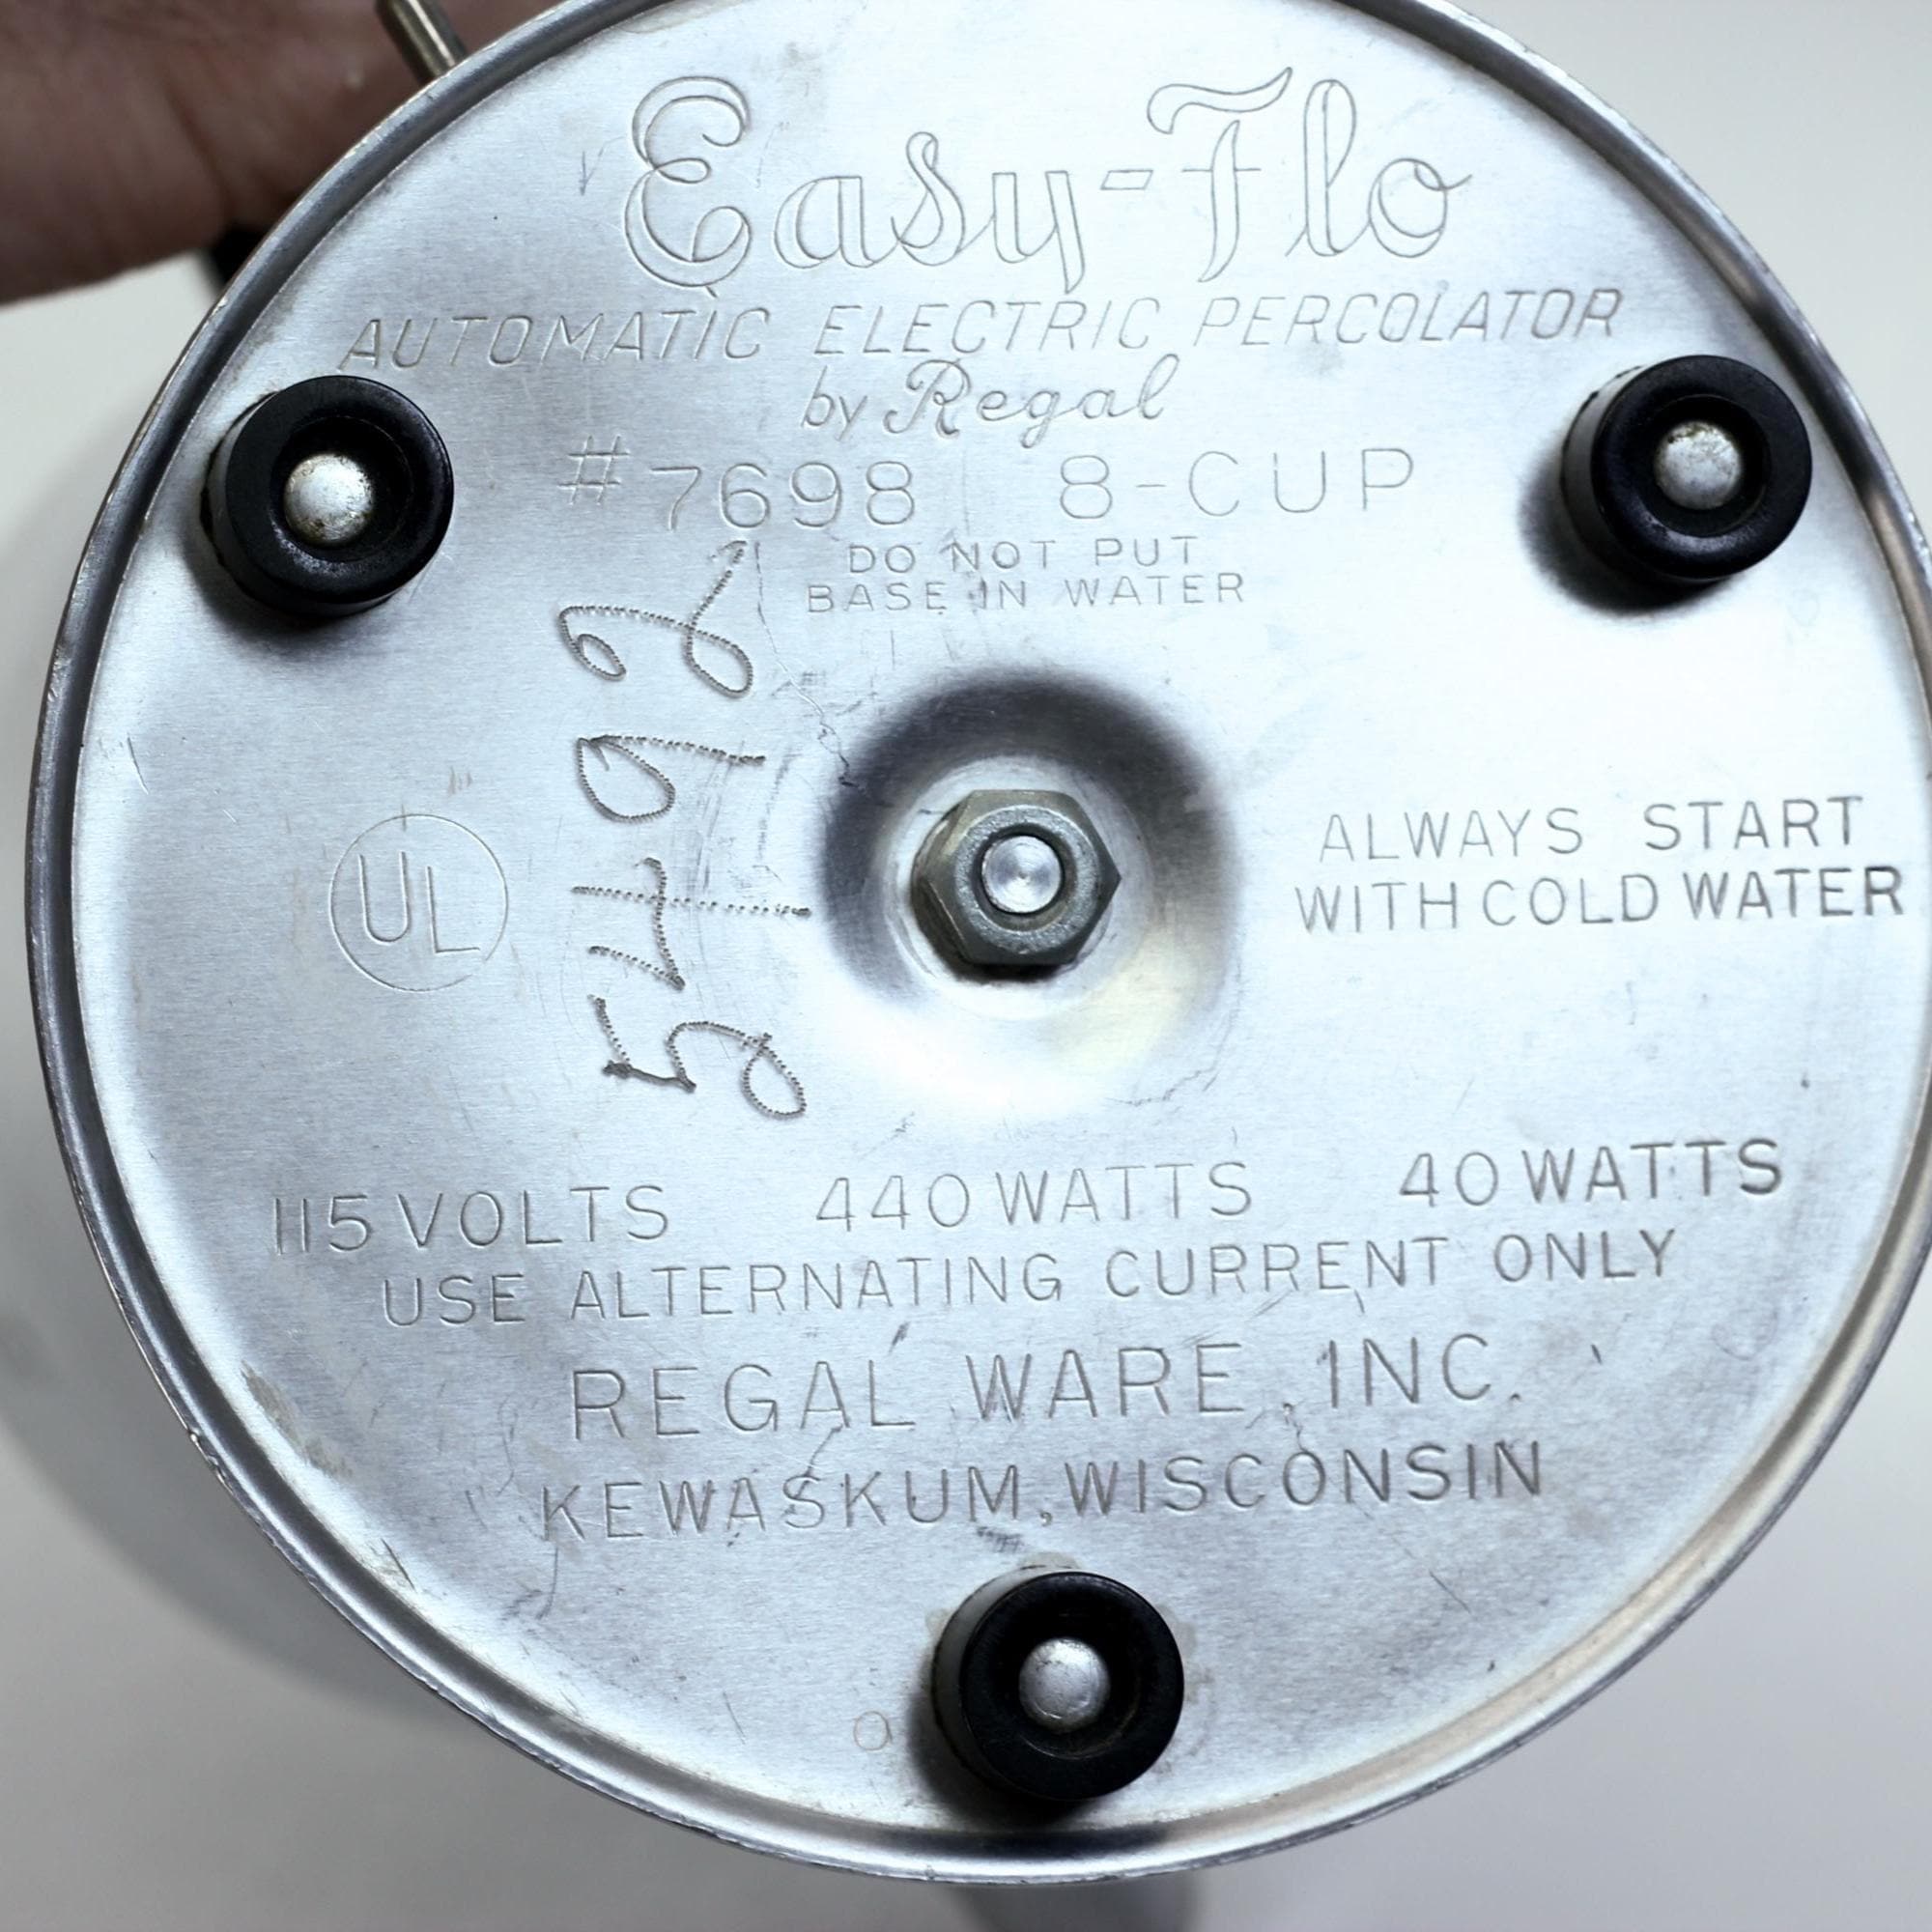 Easy-Flo
AUTOMATIC ELECTRIC PERCOLATOR
by Regal
#7698 8-CUP
DO NOT PUT
BASE IN WATER
5492
UL
ALWAYS START
WITH COLD WATER
115 VOLTS 440 WATTS 40 WATTS
USE ALTERNATING CURRENT ONLY
REGAL WARE, INC.
KEWASKUM, WISCONSIN
O